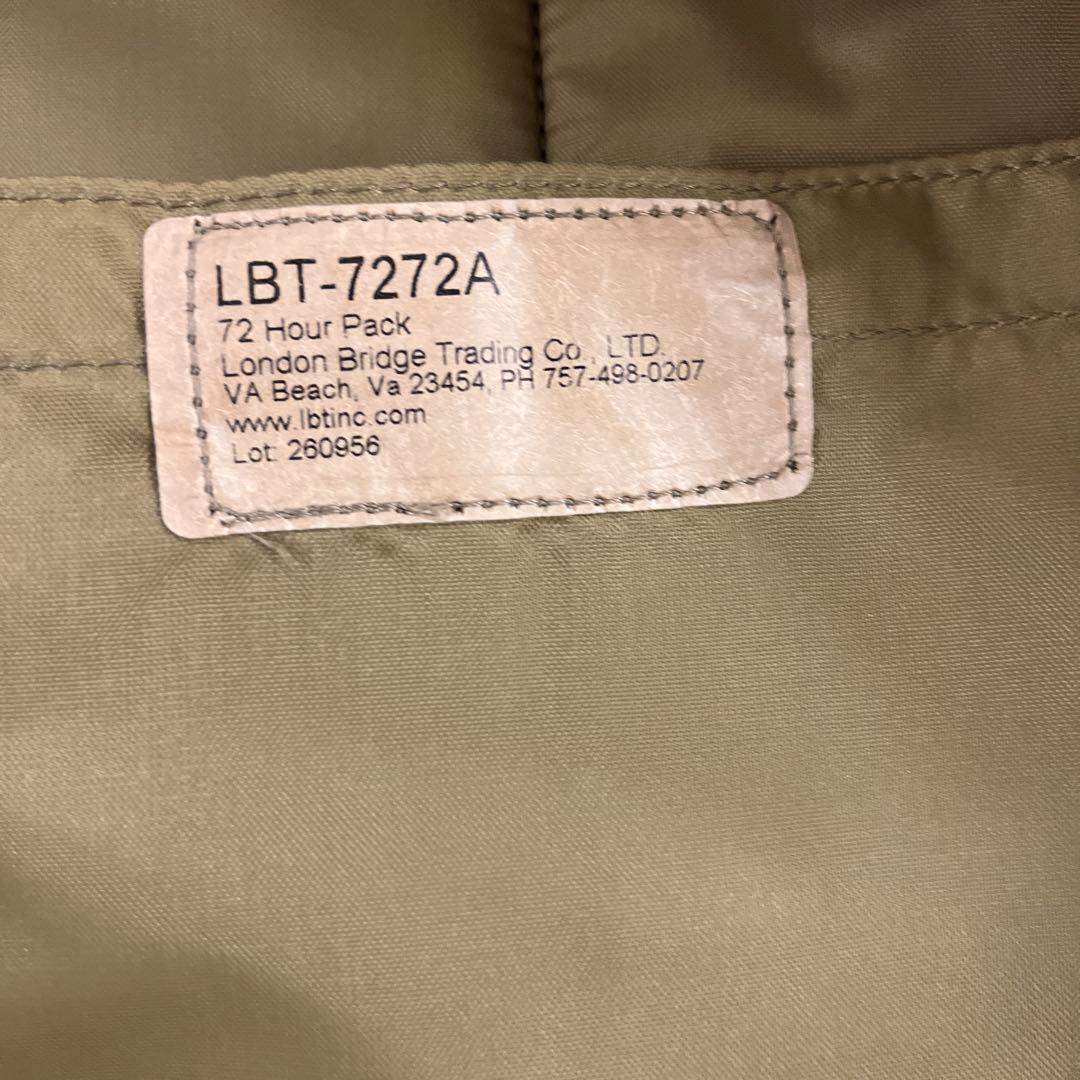 LBT-7272A
72 Hour Pack
London Bridge Trading Co., LTD.
VA Beach, Va 23454, PH 757-498-0207
www.lbtinc.com
Lot: 260956